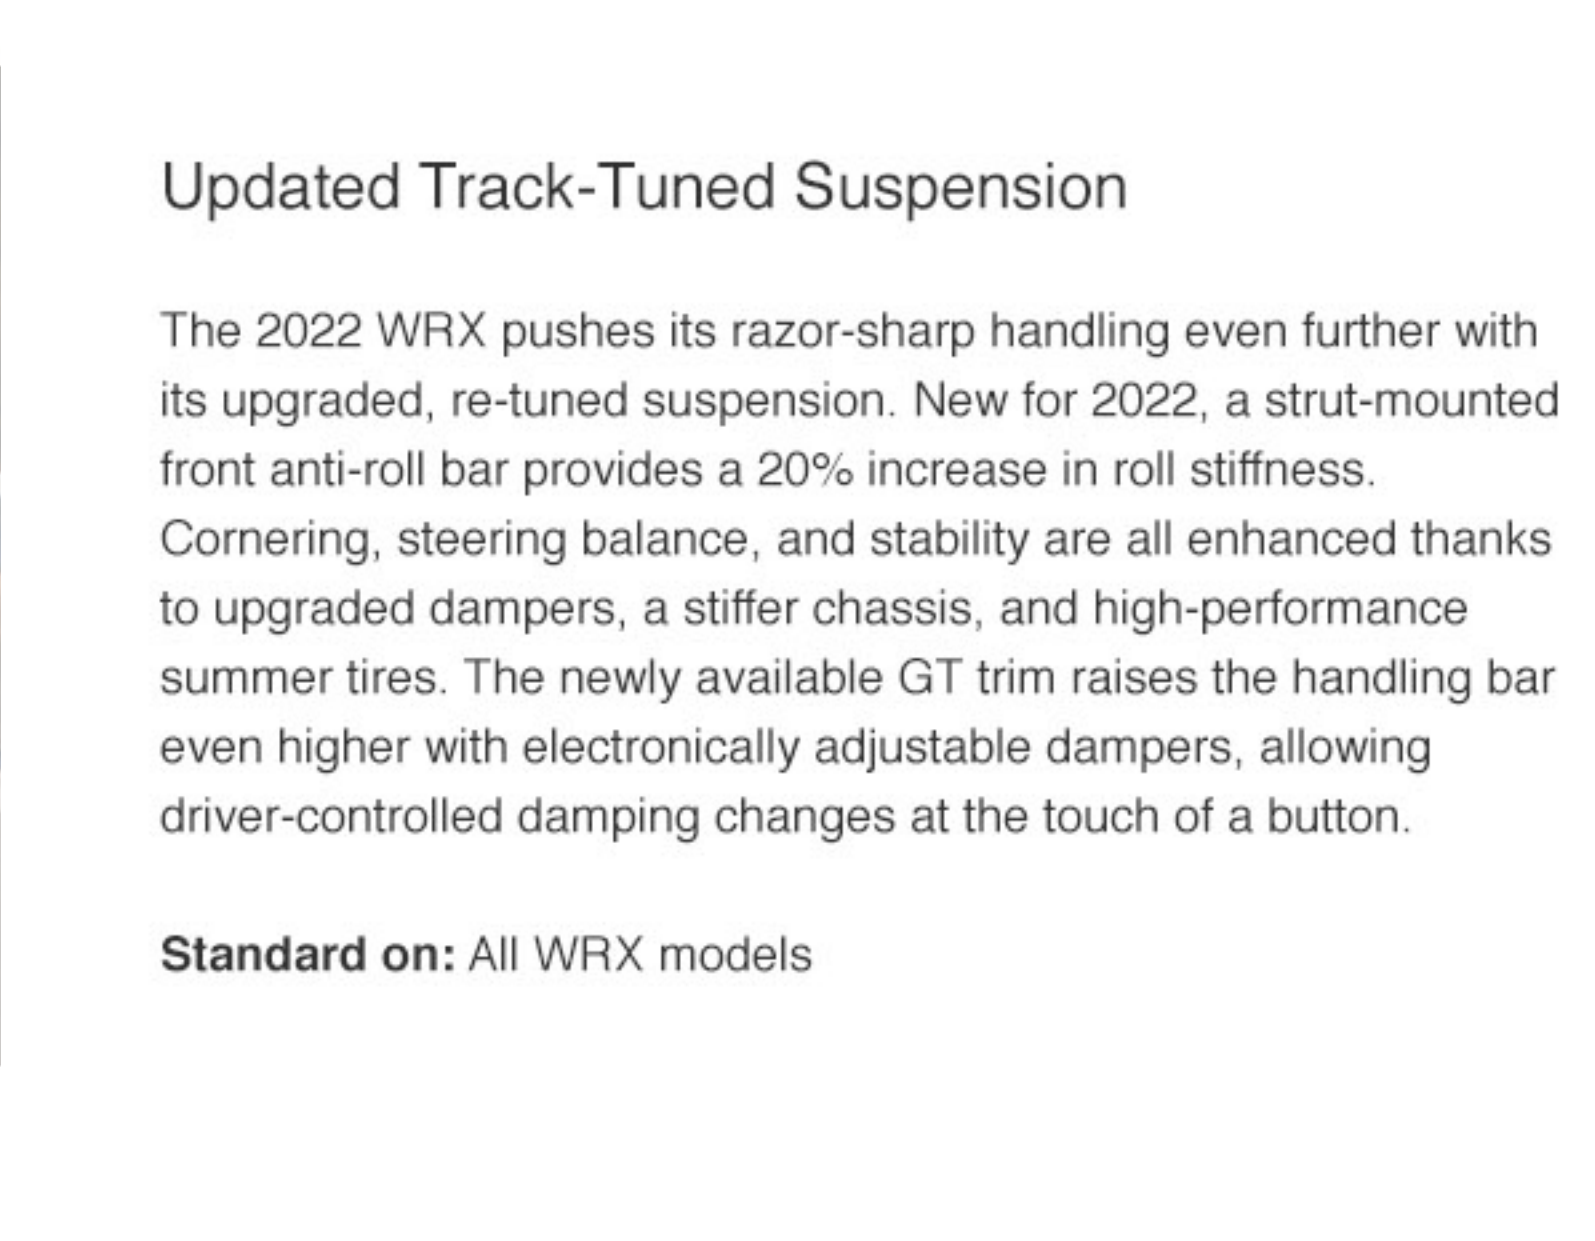 Updated Track-Tuned Suspension
The 2022 WRX pushes its razor-sharp handling even further with
its upgraded, re-tuned suspension. New for 2022, a strut-mounted
front anti-roll bar provides a 20% increase in roll stiffness.
Cornering, steering balance, and stability are all enhanced thanks
to upgraded dampers, a stiffer chassis, and high-performance
summer tires. The newly available GT trim raises the handling bar
even higher with electronically adjustable dampers, allowing
driver-controlled damping changes at the touch of a button.
Standard on: All WRX models